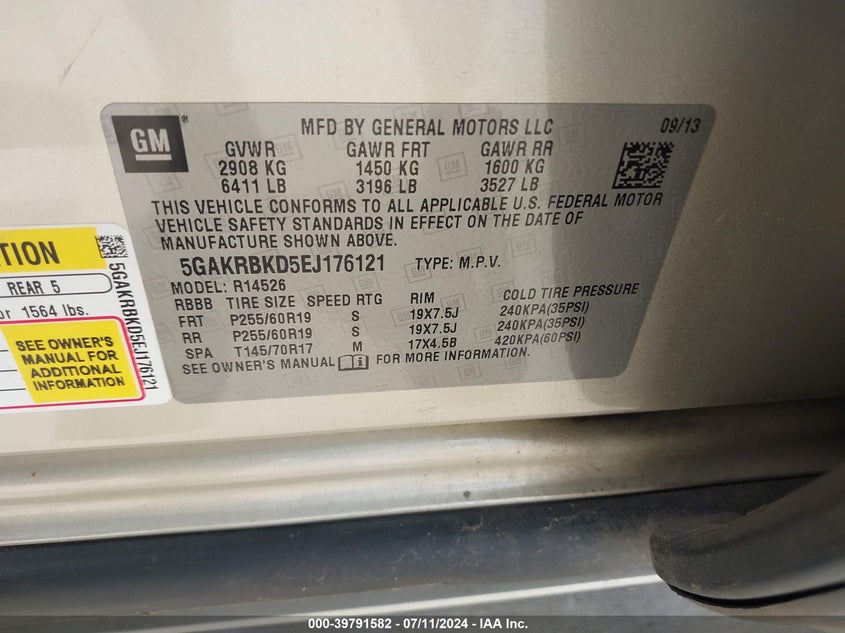 GM ®
MFD BY GENERAL MOTORS LLC 09/13
GVWR GAWR FRT GAWR RR
2908 KG 1450 KG 1600 KG
6411 LB 3196 LB 3527 LB
THIS VEHICLE CONFORMS TO ALL APPLICABLE U.S. FEDERAL MOTOR
VEHICLE SAFETY STANDARDS IN EFFECT ON THE DATE OF
MANUFACTURE SHOWN ABOVE.
5GAKRBKD5EJ176121 TYPE: M.P.V.
MODEL: R14526
RBBB TIRE SIZE SPEED RTG RIM COLD TIRE PRESSURE
FRT P255/60R19 S 19X7.5J 240KPA(35PSI)
RR P255/60R19 S 19X7.5J 240KPA(35PSI)
SPA T145/70R17 M 17X4.5B 420KPA(60PSI)
SEE OWNER'S MANUAL FOR MORE INFORMATION.
REAR 5
or 1564 lbs.
SEE OWNER'S
MANUAL FOR
ADDITIONAL
INFORMATION
5GAKRBKD5EJ176121
000-39791582 - 07/11/2024 - IAA Inc.